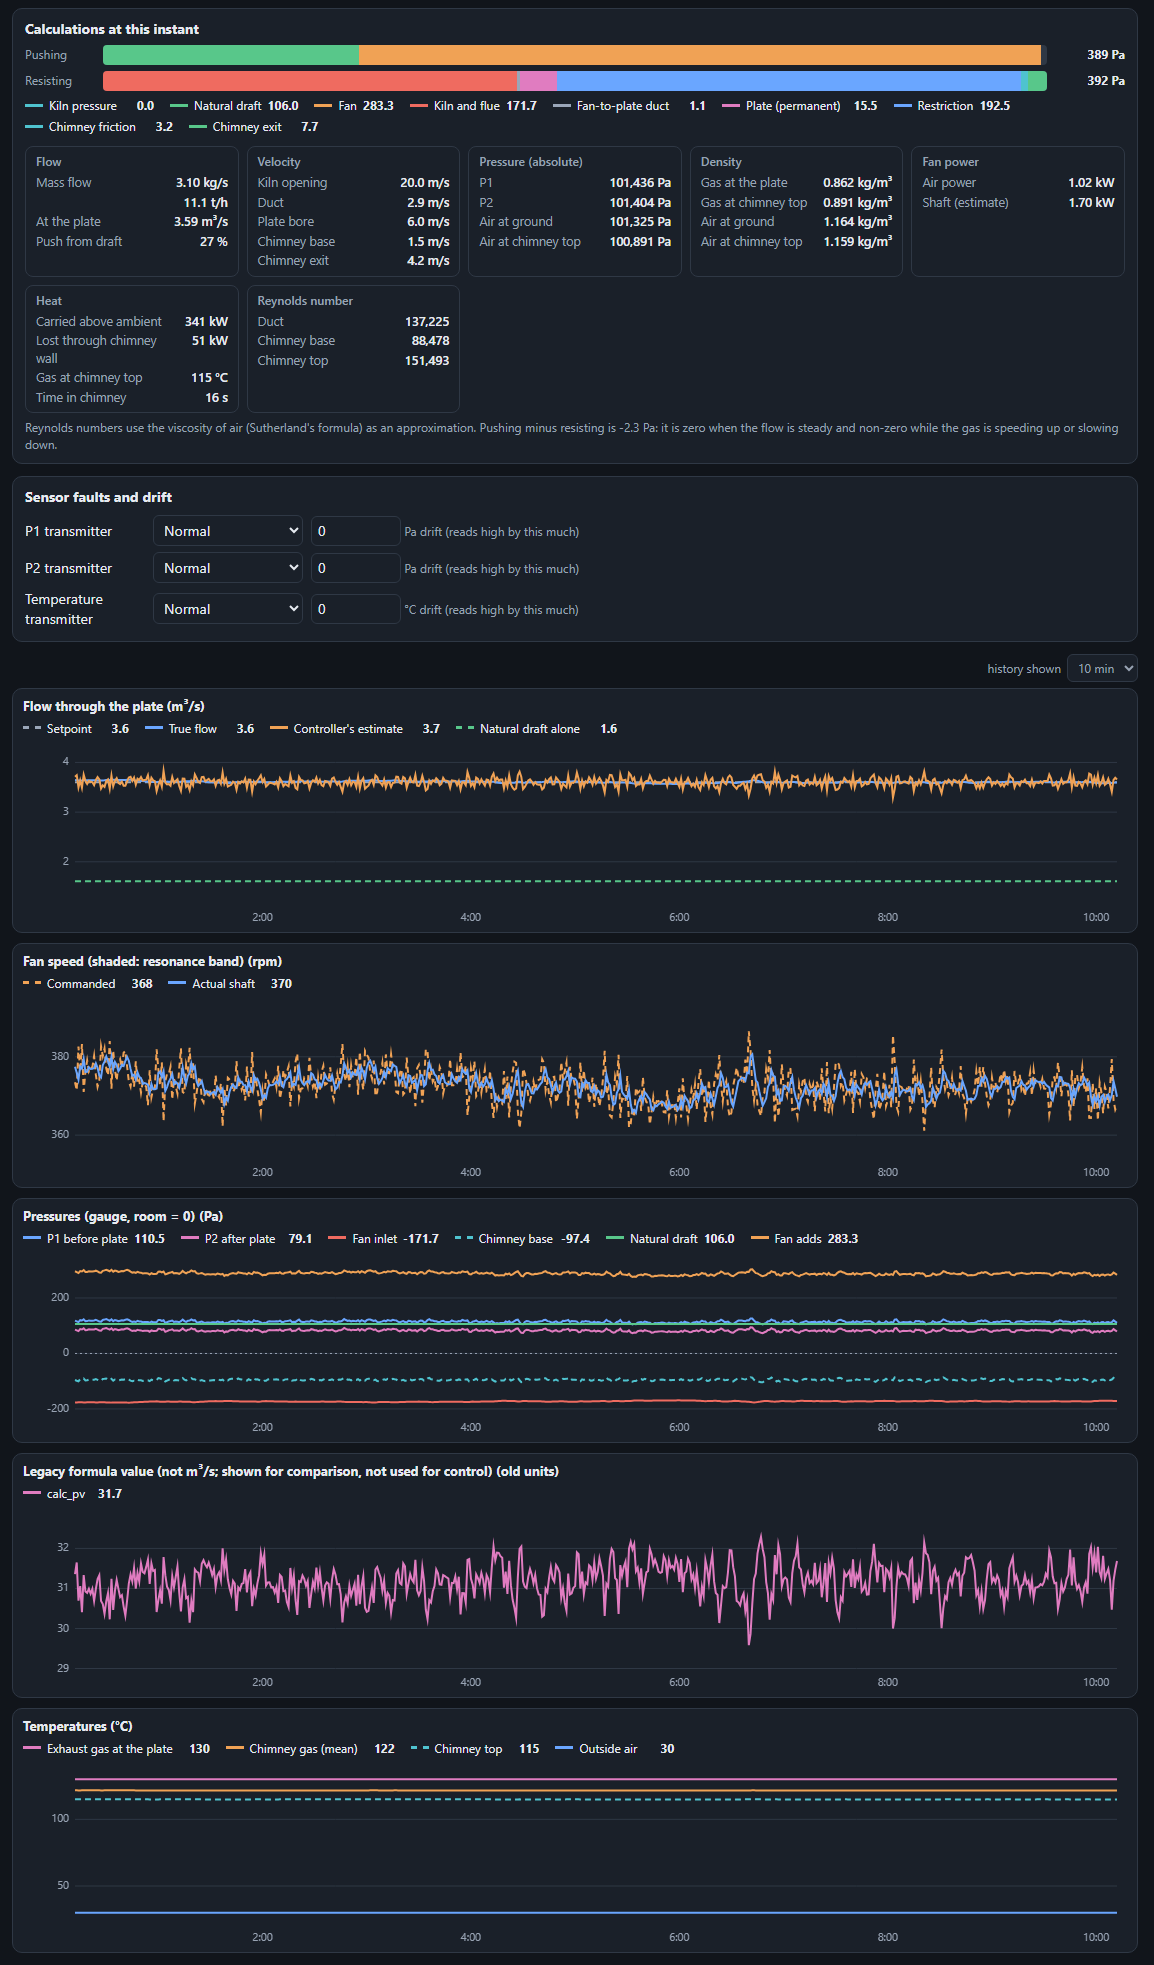 Calculations at this instant
Pushing 389 Pa
Resisting 392 Pa
Kiln pressure 0.0 Natural draft 106.0 Fan 283.3 Kiln and flue 171.7 Fan-to-plate duct 1.1 Plate (permanent) 15.5 Restriction 192.5
Chimney friction 3.2 Chimney exit 7.7
Flow
Mass flow 3.10 kg/s
11.1 t/h
At the plate 3.59 m³/s
Push from draft 27 %
Velocity
Kiln opening 20.0 m/s
Duct 2.9 m/s
Plate bore 6.0 m/s
Chimney base 1.5 m/s
Chimney exit 4.2 m/s
Pressure (absolute)
P1 101,436 Pa
P2 101,404 Pa
Air at ground 101,325 Pa
Air at chimney top 100,891 Pa
Density
Gas at the plate 0.862 kg/m³
Gas at chimney top 0.891 kg/m³
Air at ground 1.164 kg/m³
Air at chimney top 1.159 kg/m³
Fan power
Air power 1.02 kW
Shaft (estimate) 1.70 kW
Heat
Carried above ambient 341 kW
Lost through chimney 51 kW
wall
Gas at chimney top 115 °C
Time in chimney 16 s
Reynolds number
Duct 137,225
Chimney base 88,478
Chimney top 151,493
Reynolds numbers use the viscosity of air (Sutherland's formula) as an approximation. Pushing minus resisting is -2.3 Pa: it is zero when the flow is steady and non-zero while the gas is speeding up or slowing
down.
Sensor faults and drift
P1 transmitter Normal 0 Pa drift (reads high by this much)
P2 transmitter Normal 0 Pa drift (reads high by this much)
Temperature
transmitter Normal 0 °C drift (reads high by this much)
history shown 10 min
Flow through the plate (m³/s)
Setpoint 3.6 True flow 3.6 Controller's estimate 3.7 Natural draft alone 1.6
4
3
2
2:00 4:00 6:00 8:00 10:00
Fan speed (shaded: resonance band) (rpm)
Commanded 368 Actual shaft 370
380
360
2:00 4:00 6:00 8:00 10:00
Pressures (gauge, room = 0) (Pa)
P1 before plate 110.5 P2 after plate 79.1 Fan inlet -171.7 Chimney base -97.4 Natural draft 106.0 Fan adds 283.3
200
0
-200
2:00 4:00 6:00 8:00 10:00
Legacy formula value (not m³/s; shown for comparison, not used for control) (old units)
calc_pv 31.7
32
31
30
29
2:00 4:00 6:00 8:00 10:00
Temperatures (°C)
Exhaust gas at the plate 130 Chimney gas (mean) 122 Chimney top 115 Outside air 30
100
50
2:00 4:00 6:00 8:00 10:00